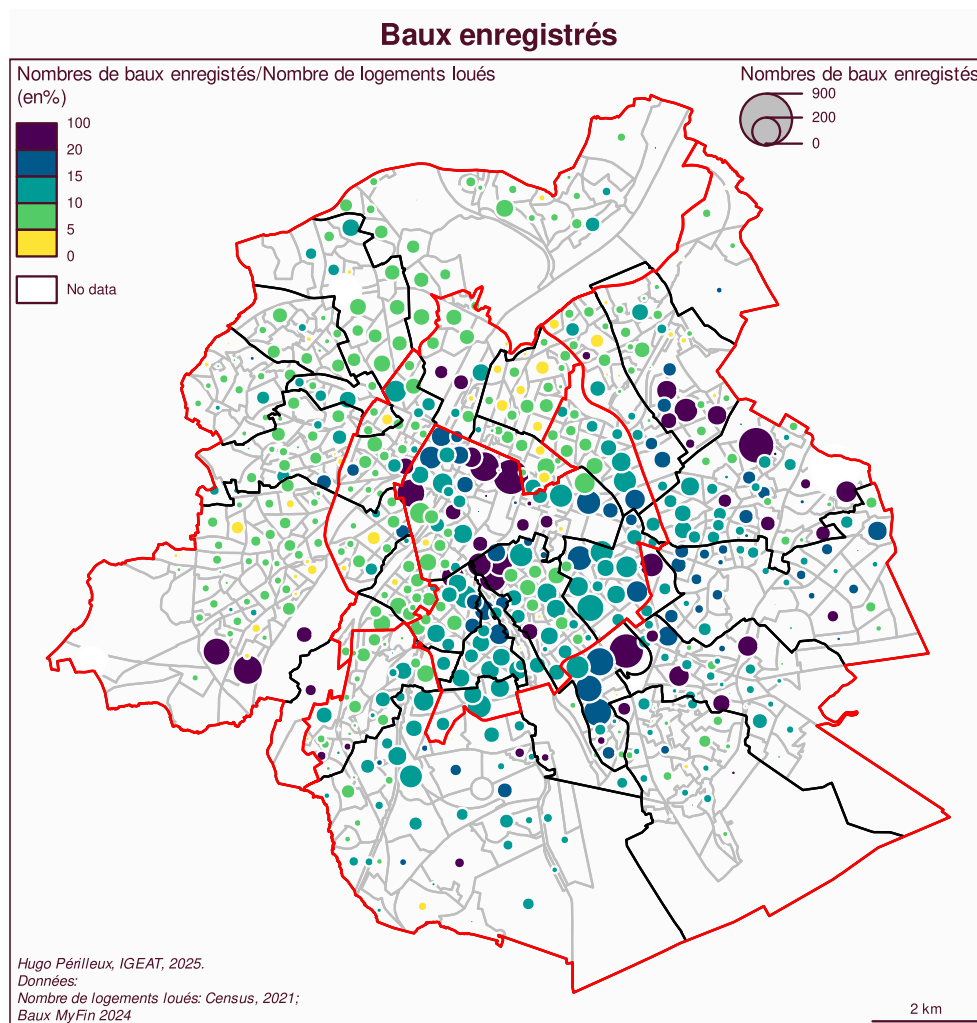 Baux enregistrés
Nombres de baux enregistés/Nombre de logements loués
(en%)
100
20
15
10
5
0
No data
Nombres de baux enregistés
900
200
0
Hugo Périlleux, IGEAT, 2025.
Données:
Nombre de logements loués: Census, 2021;
Baux MyFin 2024
2 km